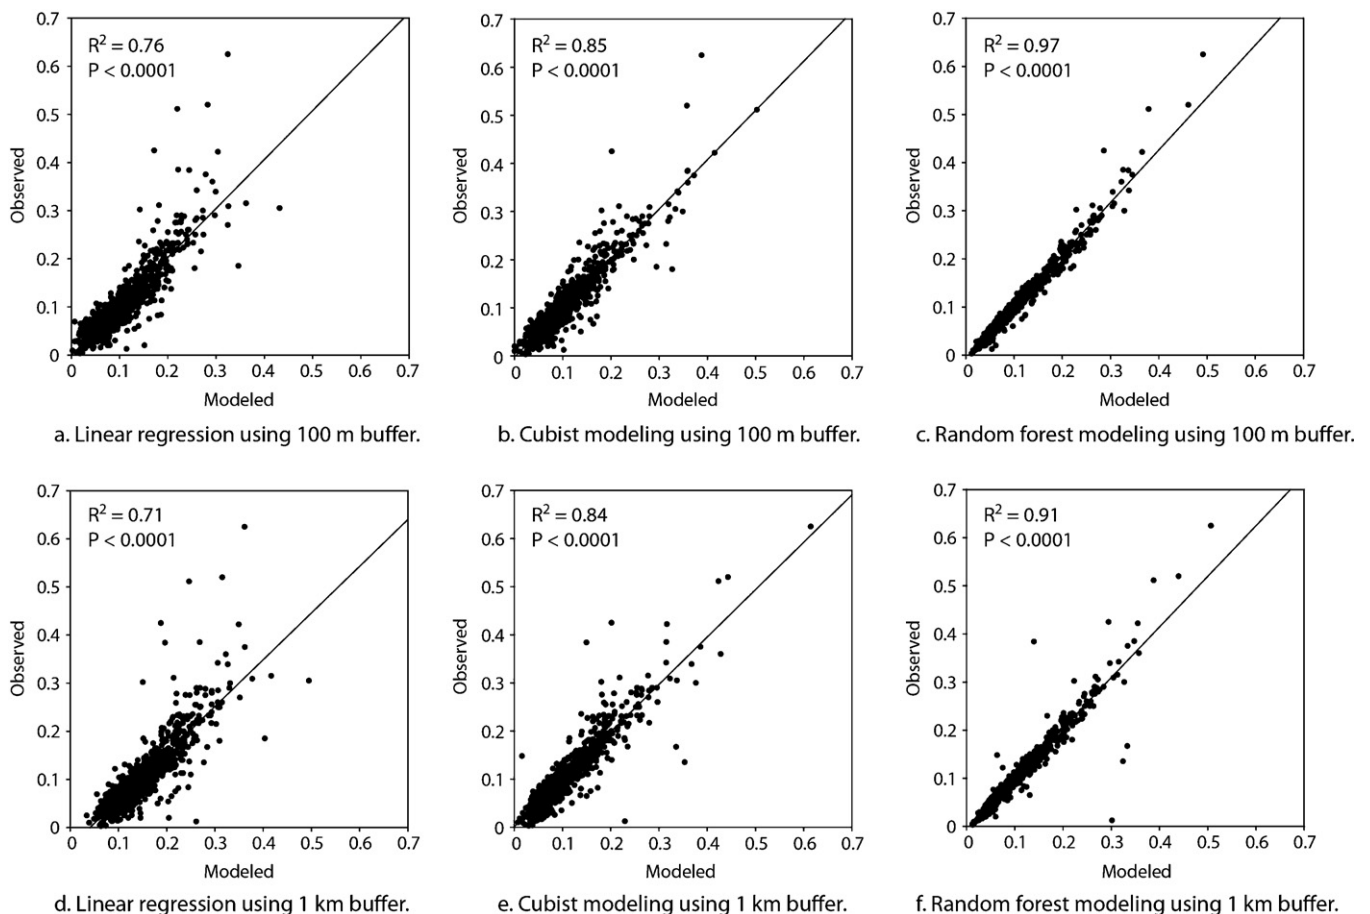 0.7
0.6
0.5
0.4
0.3
0.2
0.1
0
R² = 0.76
P < 0.0001
Observed
0 0.1 0.2 0.3 0.4 0.5 0.6 0.7
Modeled
a. Linear regression using 100 m buffer.
0.7
0.6
0.5
0.4
0.3
0.2
0.1
0
R² = 0.85
P < 0.0001
Observed
0 0.1 0.2 0.3 0.4 0.5 0.6 0.7
Modeled
b. Cubist modeling using 100 m buffer.
0.7
0.6
0.5
0.4
0.3
0.2
0.1
0
R² = 0.97
P < 0.0001
Observed
0 0.1 0.2 0.3 0.4 0.5 0.6 0.7
Modeled
c. Random forest modeling using 100 m buffer.
0.7
0.6
0.5
0.4
0.3
0.2
0.1
0
R² = 0.71
P < 0.0001
Observed
0 0.1 0.2 0.3 0.4 0.5 0.6 0.7
Modeled
d. Linear regression using 1 km buffer.
0.7
0.6
0.5
0.4
0.3
0.2
0.1
0
R² = 0.84
P < 0.0001
Observed
0 0.1 0.2 0.3 0.4 0.5 0.6 0.7
Modeled
e. Cubist modeling using 1 km buffer.
0.7
0.6
0.5
0.4
0.3
0.2
0.1
0
R² = 0.91
P < 0.0001
Observed
0 0.1 0.2 0.3 0.4 0.5 0.6 0.7
Modeled
f. Random forest modeling using 1 km buffer.